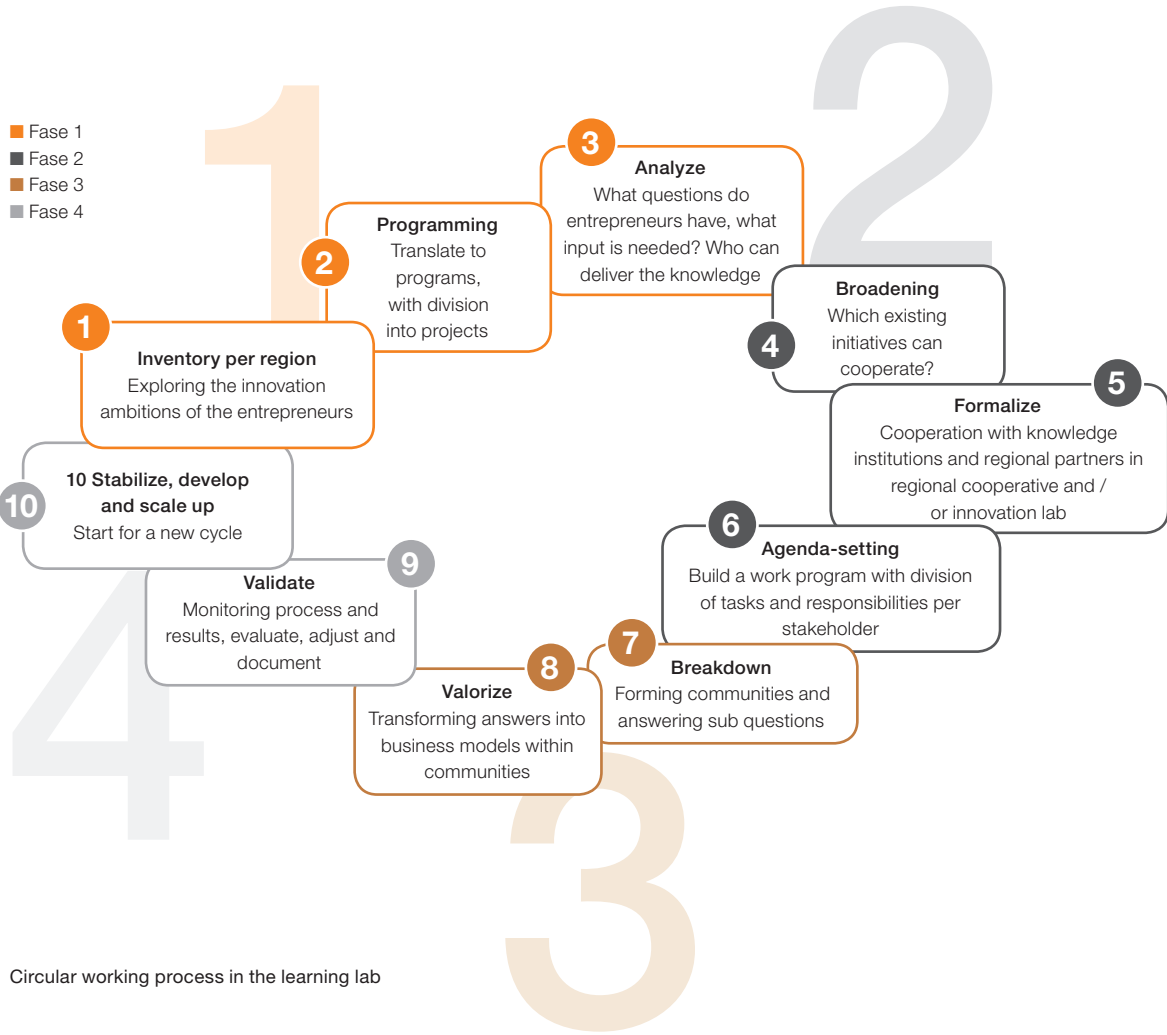 1
2
Fase 1
Fase 2
Fase 3
Fase 4
3
Analyze
What questions do
entrepreneurs have, what
input is needed? Who can
deliver the knowledge
2
Programming
Translate to
programs,
with division
into projects
1
Inventory per region
Exploring the innovation
ambitions of the entrepreneurs
4
Broadening
Which existing
initiatives can
cooperate?
5
Formalize
Cooperation with knowledge
institutions and regional partners in
regional cooperative and /
or innovation lab
6
Agenda-setting
Build a work program with division
of tasks and responsibilities per
stakeholder
7
Breakdown
Forming communities and
answering sub questions
8
Valorize
Transforming answers into
business models within
communities
9
Validate
Monitoring process and
results, evaluate, adjust and
document
10
10 Stabilize, develop
and scale up
Start for a new cycle
4
3
Circular working process in the learning lab